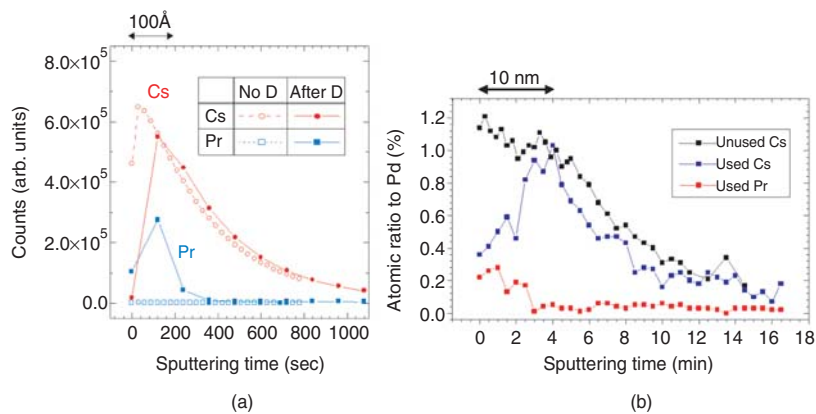 100Å
8.0×10⁵
6.0×10⁵
4.0×10⁵
2.0×10⁵
0.0
Counts (arb. units)
Cs
Pr
No D After D
Cs
Pr
0 200 400 600 800 1000
Sputtering time (sec)
(a)
10 nm
1.2
1.0
0.8
0.6
0.4
0.2
0.0
Atomic ratio to Pd (%)
Unused Cs
Used Cs
Used Pr
0 2 4 6 8 10 12 14 16 18
Sputtering time (min)
(b)